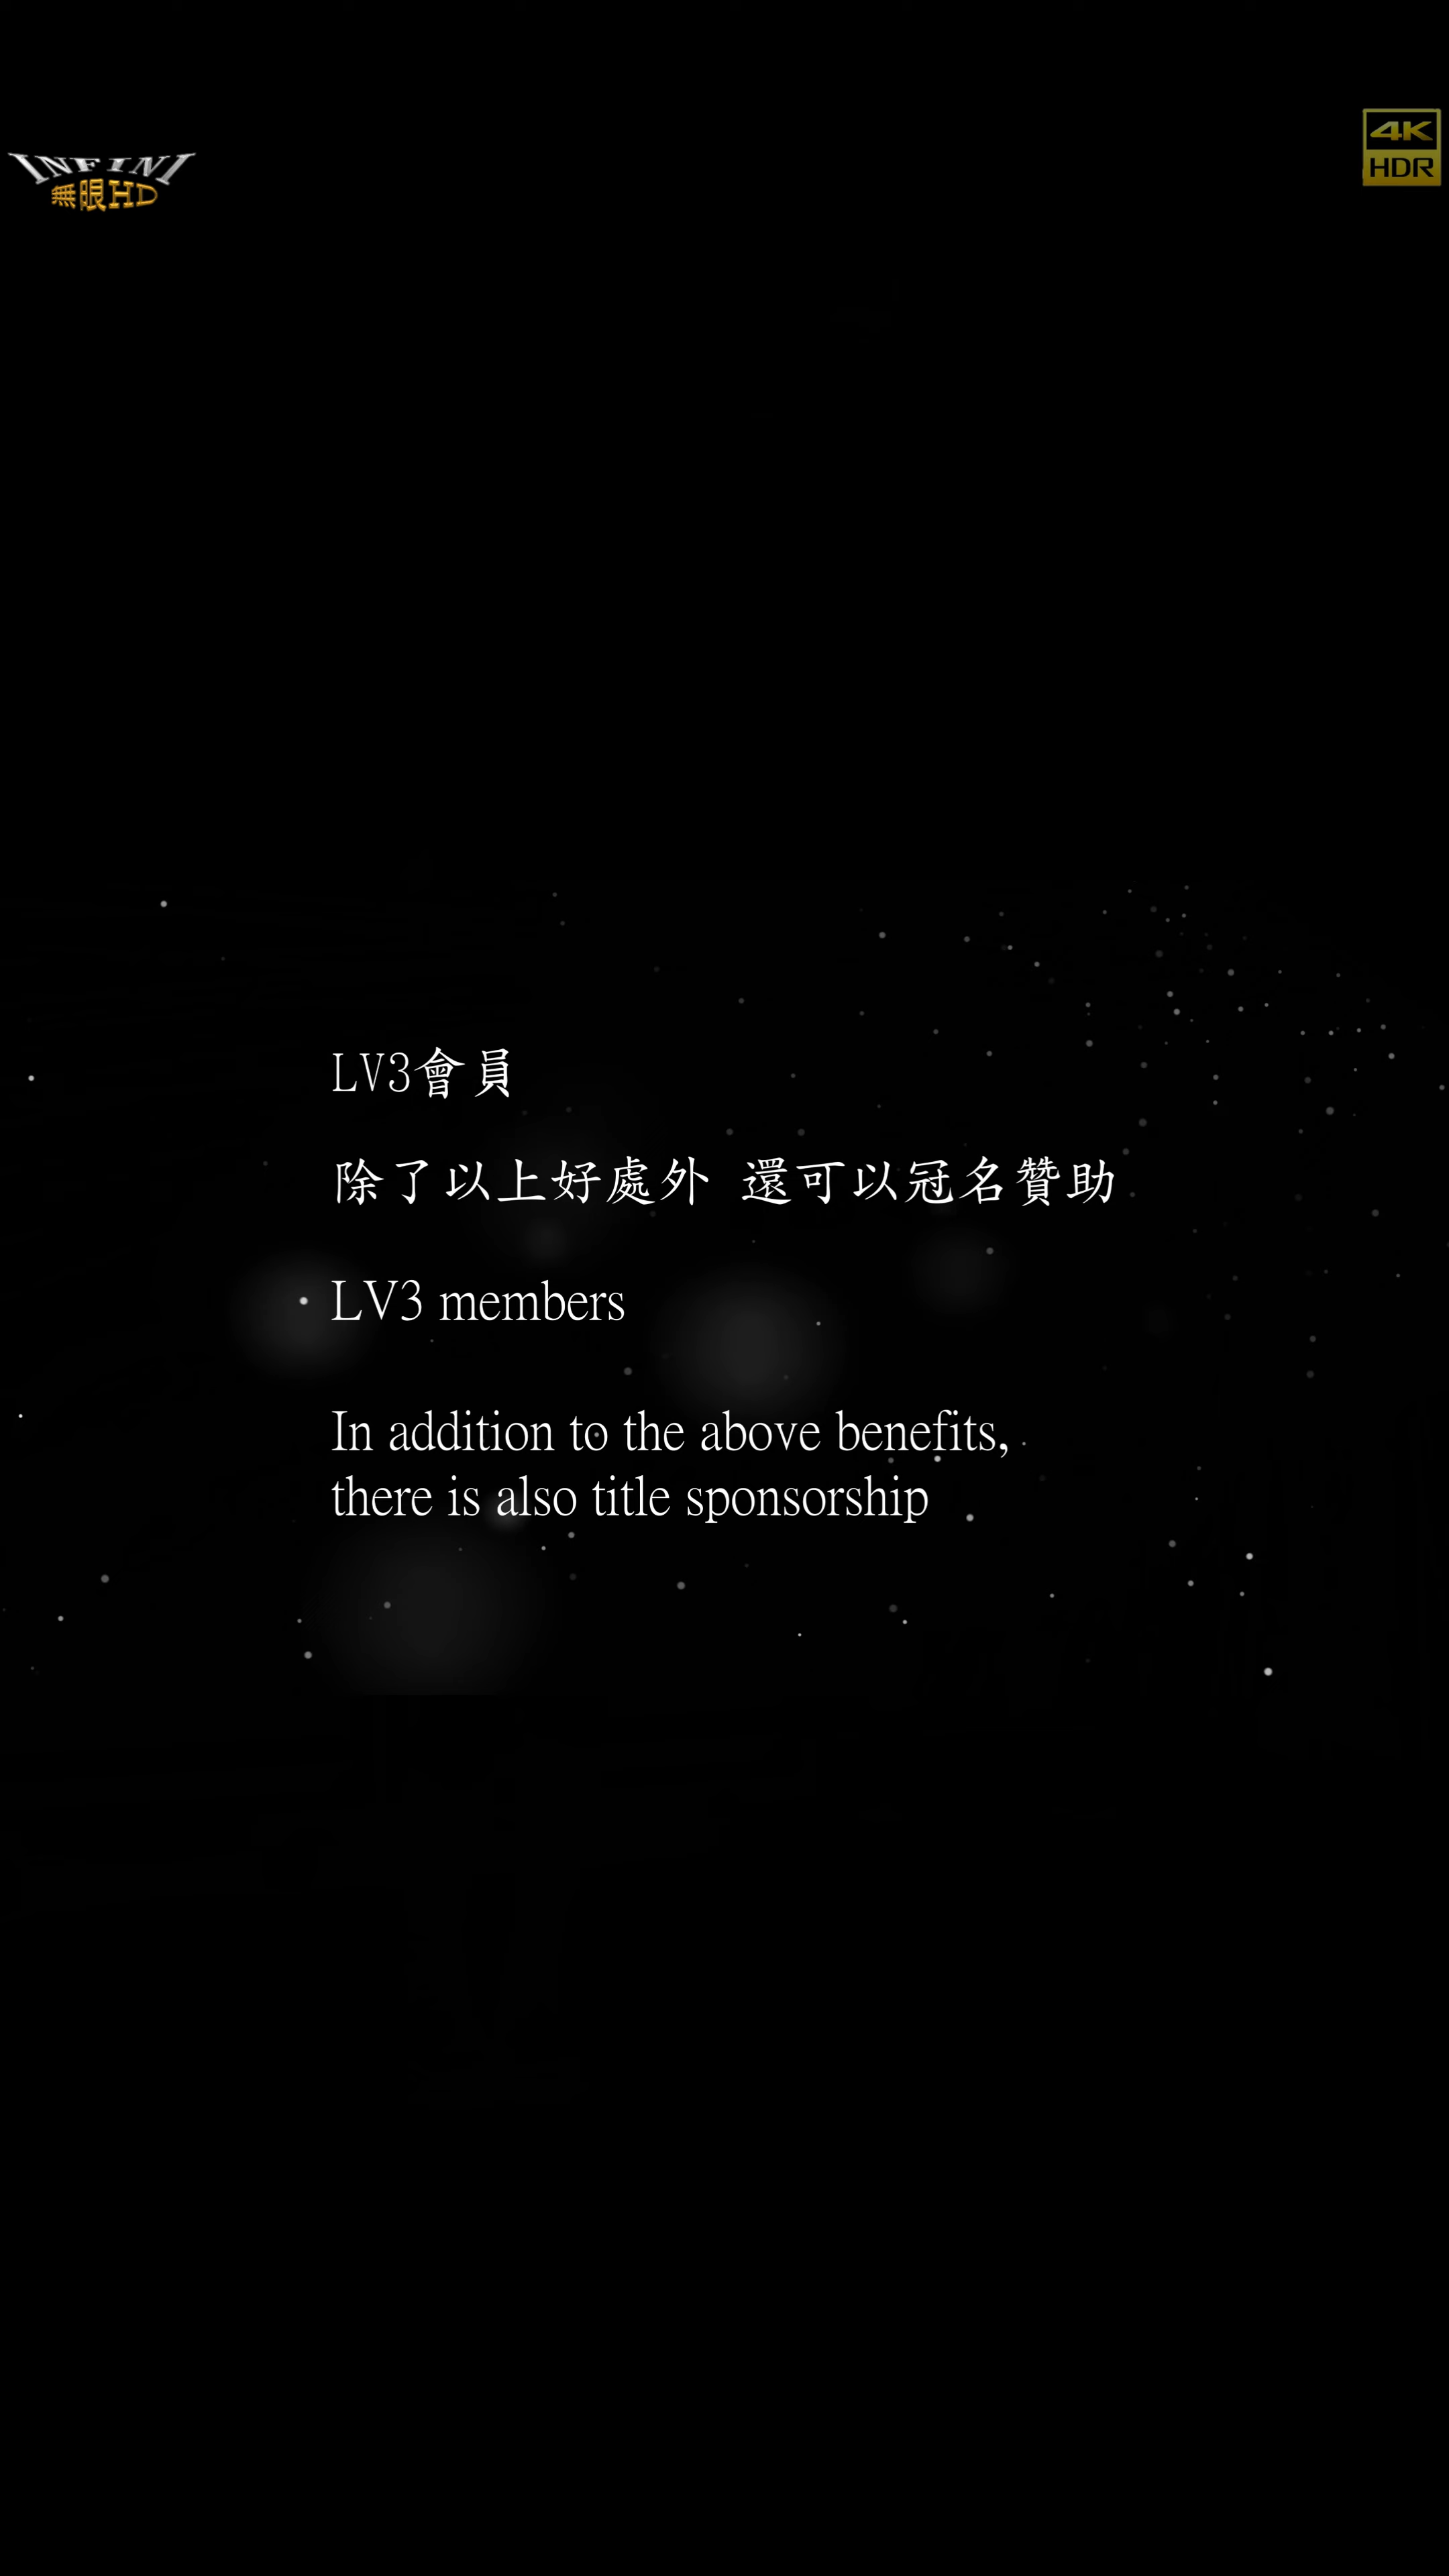 INFINI
無限HD
4K
HDR
LV3會員
除了以上好處外 還可以冠名贊助
LV3 members
In addition to the above benefits,
there is also title sponsorship